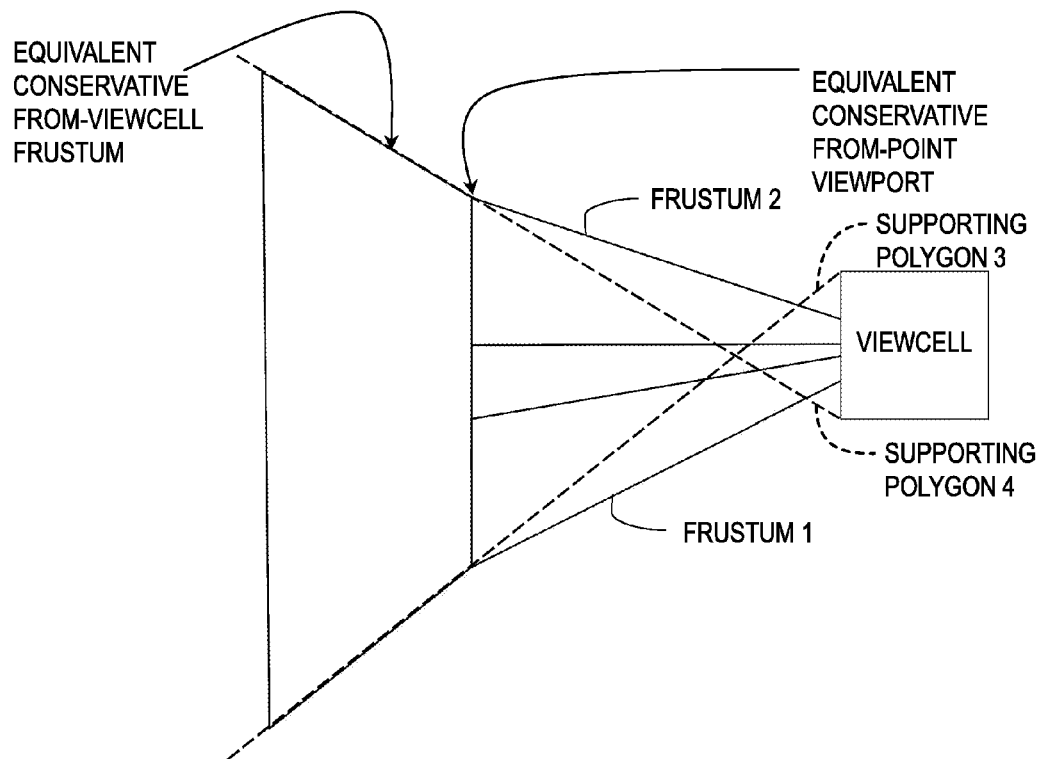 EQUIVALENT
CONSERVATIVE
FROM-VIEWCELL
FRUSTUM
EQUIVALENT
CONSERVATIVE
FROM-POINT
VIEWPORT
FRUSTUM 2
SUPPORTING
POLYGON 3
VIEWCELL
SUPPORTING
POLYGON 4
FRUSTUM 1